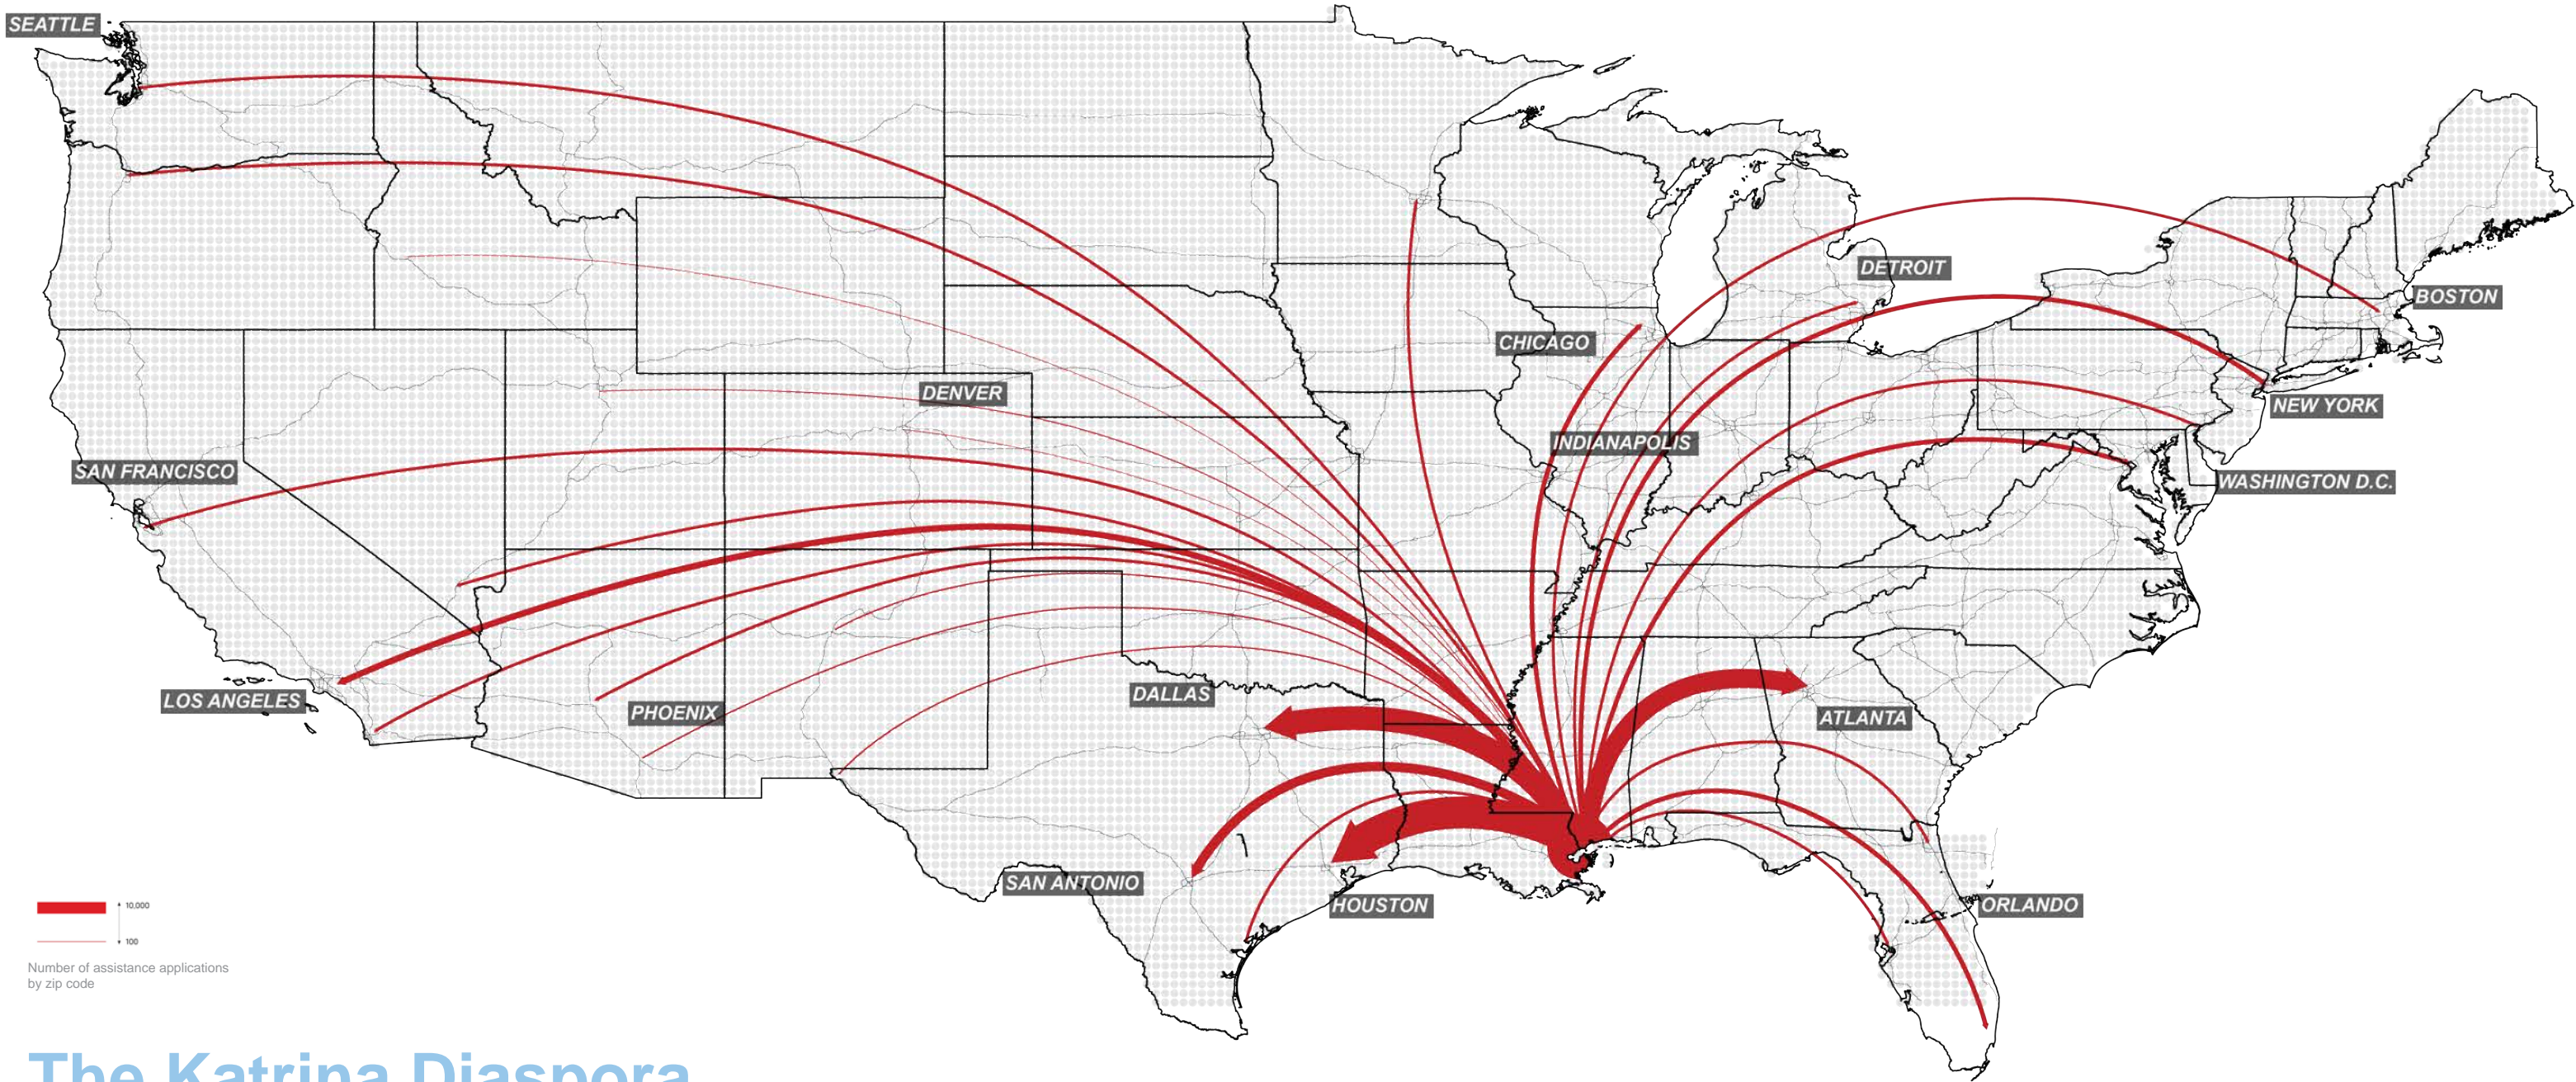 SEATTLE
DETROIT
BOSTON
CHICAGO
DENVER
NEW YORK
INDIANAPOLIS
SAN FRANCISCO
WASHINGTON D.C.
DALLAS
LOS ANGELES
PHOENIX
ATLANTA
SAN ANTONIO
HOUSTON
ORLANDO
10,000
100
Number of assistance applications
by zip code
The Katrina Diaspora